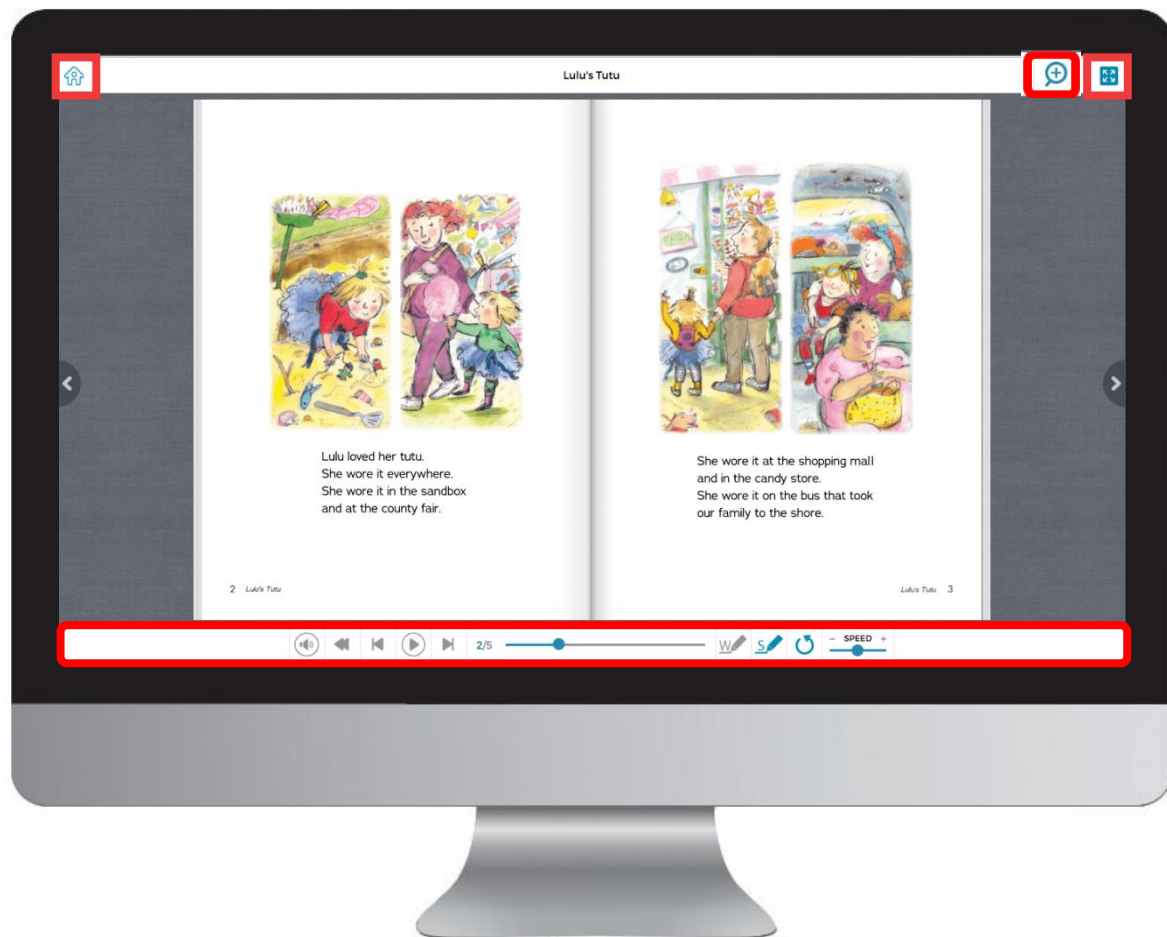 Lulu's Tutu
Lulu loved her tutu.
She wore it everywhere.
She wore it in the sandbox
and at the county fair.
2 Lulu's Tutu
She wore it at the shopping mall
and in the candy store.
She wore it on the bus that took
our family to the shore.
Lulu's Tutu 3
2/5
W
S
- SPEED +